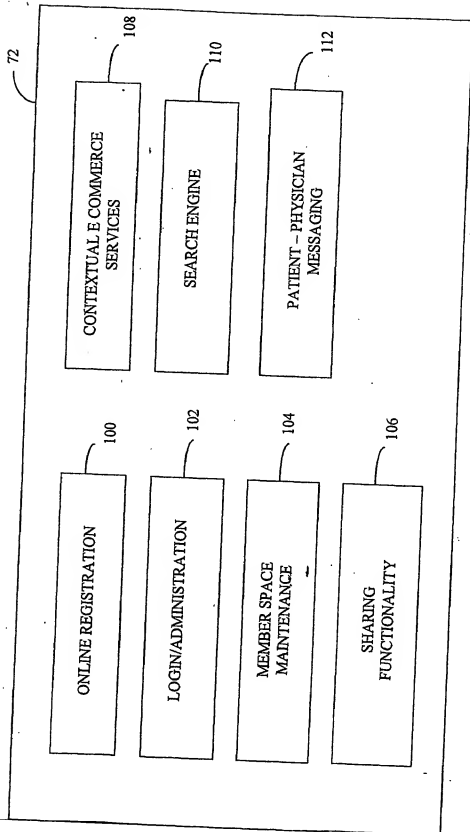 72
ONLINE REGISTRATION
100
LOGIN/ADMINISTRATION
102
MEMBER SPACE
MAINTENANCE
104
SHARING
FUNCTIONALITY
106
CONTEXTUAL E COMMERCE
SERVICES
108
SEARCH ENGINE
110
PATIENT – PHYSICIAN
MESSAGING
112